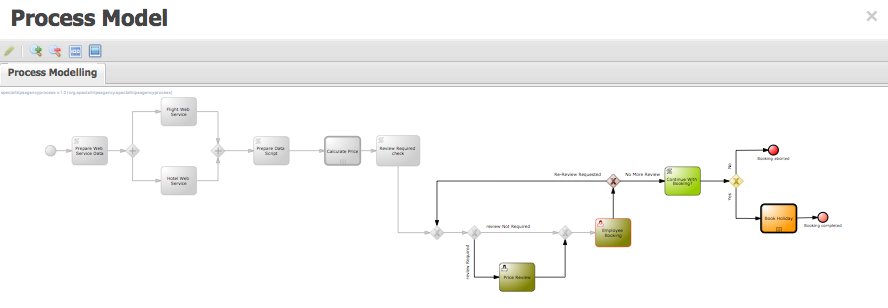 Process Model
100
Process Modelling
specialtripsagencyprocess v.1.0 (org.specialtripsagency.specialtripsagencyprocess)
Flight Web
Service
Prepare Web
Service Data
Hotel Web
Service
Prepare Data
Script
Calculate Price
Review Required
check
Re-Review Requested
No More Review
Continue With
Booking?
No
Booking aborted
Yes
Book Holiday
Booking completed
review Not Required
Employee
Booking
review Required
Price Review